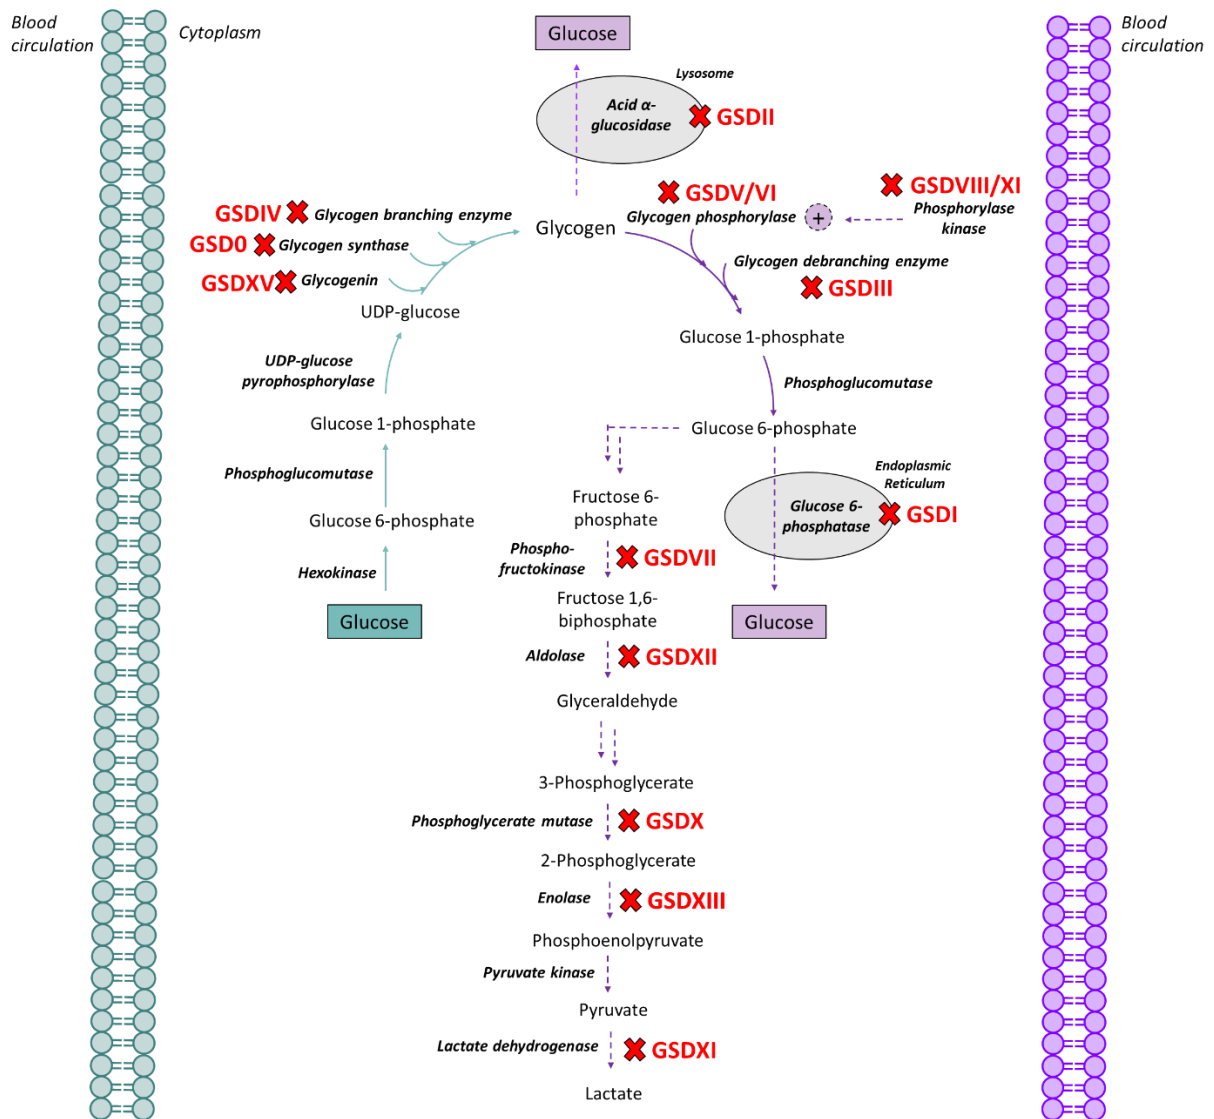 Blood
circulation
Cytoplasm
Glucose
Blood
circulation
Lysosome
Acid α-
glucosidase
GSDII
GSDV/VI
Glycogen phosphorylase
+
GSDVIII/XI
Phosphorylase
kinase
GSDIV
Glycogen branching enzyme
Glycogen
GSD0
Glycogen synthase
GSDXV
Glycogenin
Glycogen debranching enzyme
GSDIII
UDP-glucose
Glucose 1-phosphate
UDP-glucose
pyrophosphorylase
Phosphoglucomutase
Glucose 1-phosphate
Glucose 6-phosphate
Phosphoglucomutase
Endoplasmic
Reticulum
Glucose 6-phosphate
Fructose 6-
phosphate
Glucose 6-
phosphatase
GSDI
Hexokinase
Phospho-
fructokinase
GSDVII
Glucose
Fructose 1,6-
biphosphate
Glucose
Aldolase
GSDXII
Glyceraldehyde
3-Phosphoglycerate
Phosphoglycerate mutase
GSDX
2-Phosphoglycerate
Enolase
GSDXIII
Phosphoenolpyruvate
Pyruvate kinase
Pyruvate
Lactate dehydrogenase
GSDXI
Lactate